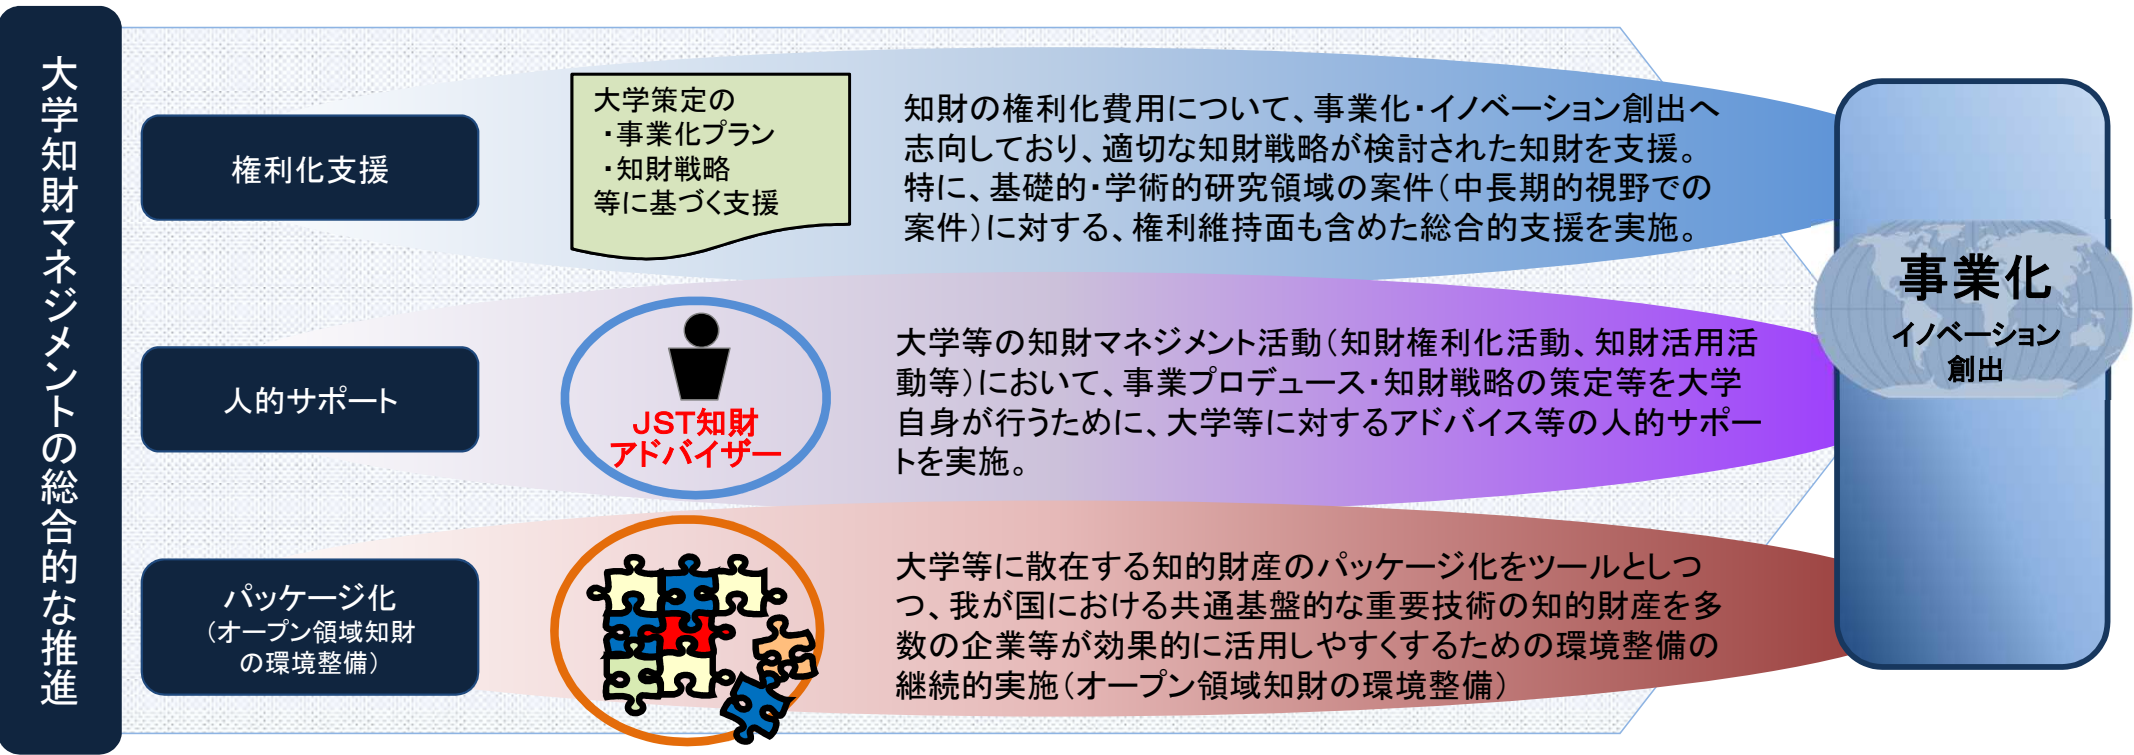 大学知財マネジメントの総合的な推進
権利化支援
大学策定の
・事業化プラン
・知財戦略
等に基づく支援
知財の権利化費用について、事業化・イノベーション創出へ
志向しており、適切な知財戦略が検討された知財を支援。
特に、基礎的・学術的研究領域の案件（中長期的視野での
案件）に対する、権利維持面も含めた総合的支援を実施。
人的サポート
JST知財
アドバイザー
大学等の知財マネジメント活動（知財権利化活動、知財活用活
動等）において、事業プロデュース・知財戦略の策定等を大学
自身が行うために、大学等に対するアドバイス等の人的サポー
トを実施。
パッケージ化
（オープン領域知財
の環境整備）
大学等に散在する知的財産のパッケージ化をツールとしつ
つ、我が国における共通基盤的な重要技術の知的財産を多
数の企業等が効果的に活用しやすくするための環境整備の
継続的実施（オープン領域知財の環境整備）
事業化
イノベーション
創出